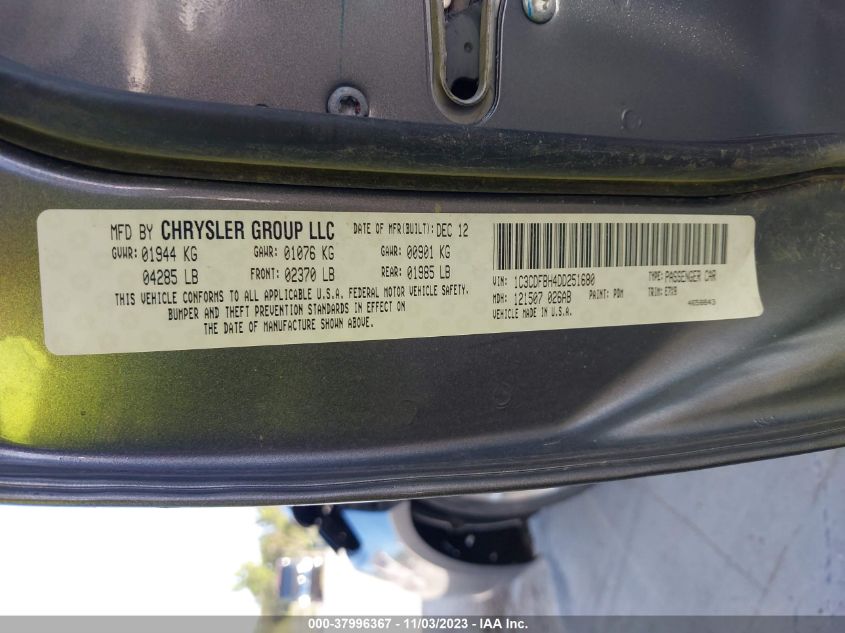 MFD BY CHRYSLER GROUP LLC DATE OF MFR(BUILT): DEC 12
GVWR: 01944 KG GAWR: 01076 KG GAWR: 00901 KG
04285 LB FRONT: 02370 LB REAR: 01985 LB
THIS VEHICLE CONFORMS TO ALL APPLICABLE U.S.A. FEDERAL MOTOR VEHICLE SAFETY,
BUMPER AND THEFT PREVENTION STANDARDS IN EFFECT ON
THE DATE OF MANUFACTURE SHOWN ABOVE.
VIN: 1C3CDFBH4DD251680 TYPE: PASSENGER CAR
MDH: 121507 026AB PAINT: PDM TRIM: E7X9
VEHICLE MADE IN U.S.A. 4658643
000-37996367 - 11/03/2023 - © IAA Inc.